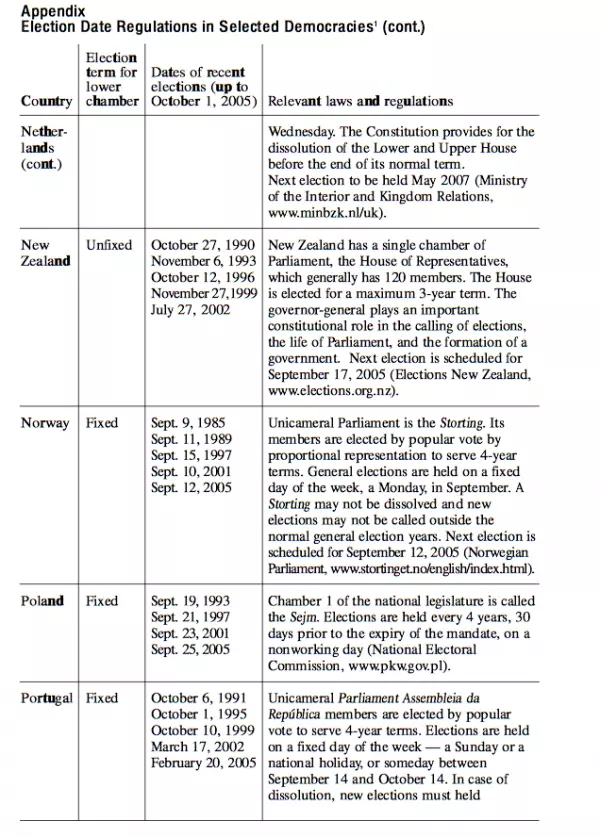 Appendix
Election Date Regulations in Selected Democracies¹ (cont.)
Country
Election
term for
lower
chamber
Dates of recent
elections (up to
October 1, 2005)
Relevant laws and regulations
Nether-
lands
(cont.)
Wednesday. The Constitution provides for the
dissolution of the Lower and Upper House
before the end of its normal term.
Next election to be held May 2007 (Ministry
of the Interior and Kingdom Relations,
www.minbzk.nl/uk).
New
Zealand
Unfixed
October 27, 1990
November 6, 1993
October 12, 1996
November 27,1999
July 27, 2002
New Zealand has a single chamber of
Parliament, the House of Representatives,
which generally has 120 members. The House
is elected for a maximum 3-year term. The
governor-general plays an important
constitutional role in the calling of elections,
the life of Parliament, and the formation of a
government. Next election is scheduled for
September 17, 2005 (Elections New Zealand,
www.elections.org.nz).
Norway
Fixed
Sept. 9, 1985
Sept. 11, 1989
Sept. 15, 1997
Sept. 10, 2001
Sept. 12, 2005
Unicameral Parliament is the Storting. Its
members are elected by popular vote by
proportional representation to serve 4-year
terms. General elections are held on a fixed
day of the week, a Monday, in September. A
Storting may not be dissolved and new
elections may not be called outside the
normal general election years. Next election is
scheduled for September 12, 2005 (Norwegian
Parliament, www.stortinget.no/english/index.html).
Poland
Fixed
Sept. 19, 1993
Sept. 21, 1997
Sept. 23, 2001
Sept. 25, 2005
Chamber 1 of the national legislature is called
the Sejm. Elections are held every 4 years, 30
days prior to the expiry of the mandate, on a
nonworking day (National Electoral
Commission, www.pkw.gov.pl).
Portugal
Fixed
October 6, 1991
October 1, 1995
October 10, 1999
March 17, 2002
February 20, 2005
Unicameral Parliament Assembleia da
República members are elected by popular
vote to serve 4-year terms. Elections are held
on a fixed day of the week — a Sunday or a
national holiday, or someday between
September 14 and October 14. In case of
dissolution, new elections must held